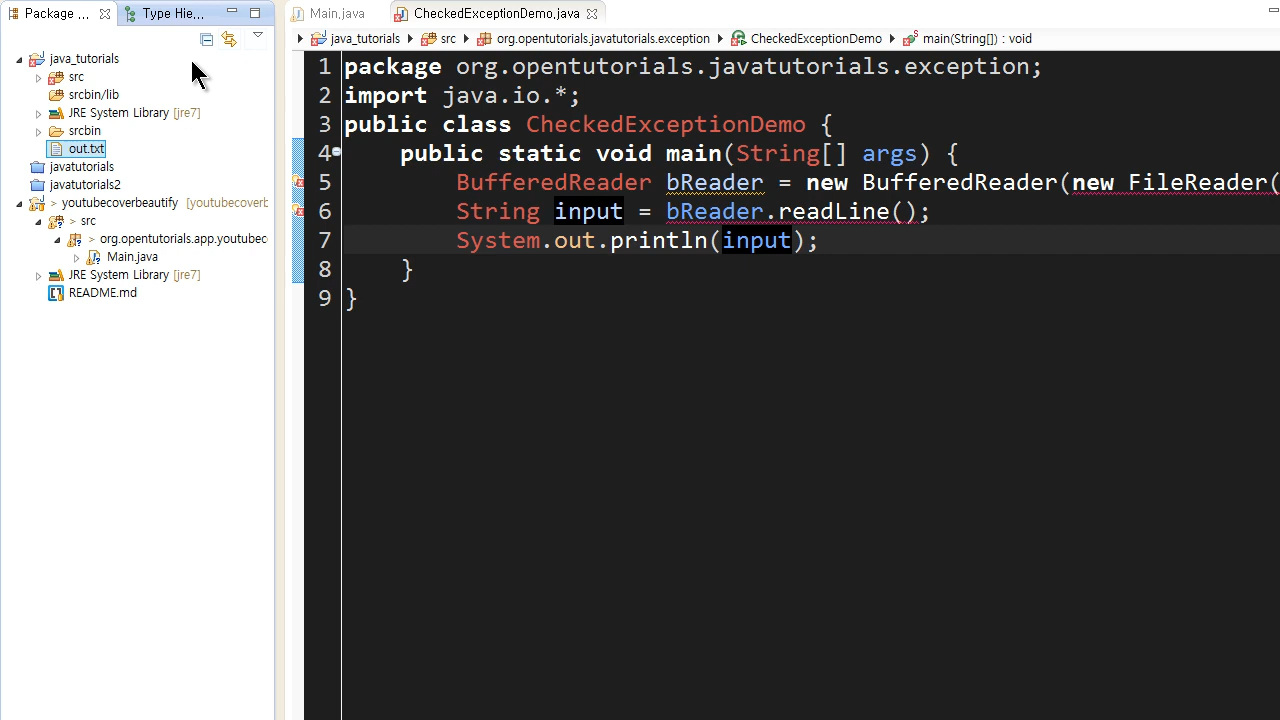 Package ...
Type Hie...
java_tutorials
src
srcbin/lib
JRE System Library [jre7]
srcbin
out.txt
javatutorials
javatutorials2
> youtubecoverbeautify [youtubecoverb
> src
> org.opentutorials.app.youtubec
Main.java
JRE System Library [jre7]
README.md
Main.java
CheckedExceptionDemo.java
java_tutorials
src
org.opentutorials.javatutorials.exception
CheckedExceptionDemo
main(String[]) : void
1 package org.opentutorials.javatutorials.exception;
2 import java.io.*;
3 public class CheckedExceptionDemo {
4 public static void main(String[] args) {
5 BufferedReader bReader = new BufferedReader(new FileReader(
6 String input = bReader.readLine();
7 System.out.println(input);
8 }
9 }